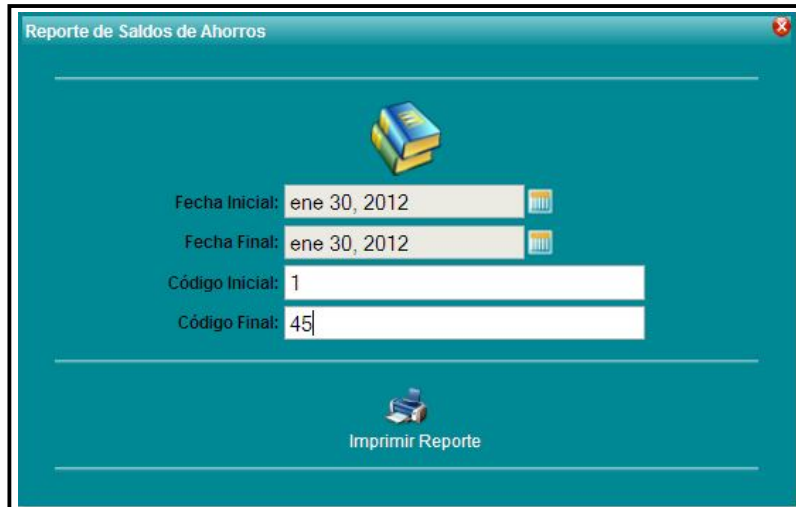 Reporte de Saldos de Ahorros
Fecha Inicial: ene 30, 2012
Fecha Final: ene 30, 2012
Código Inicial: 1
Código Final: 45
Imprimir Reporte